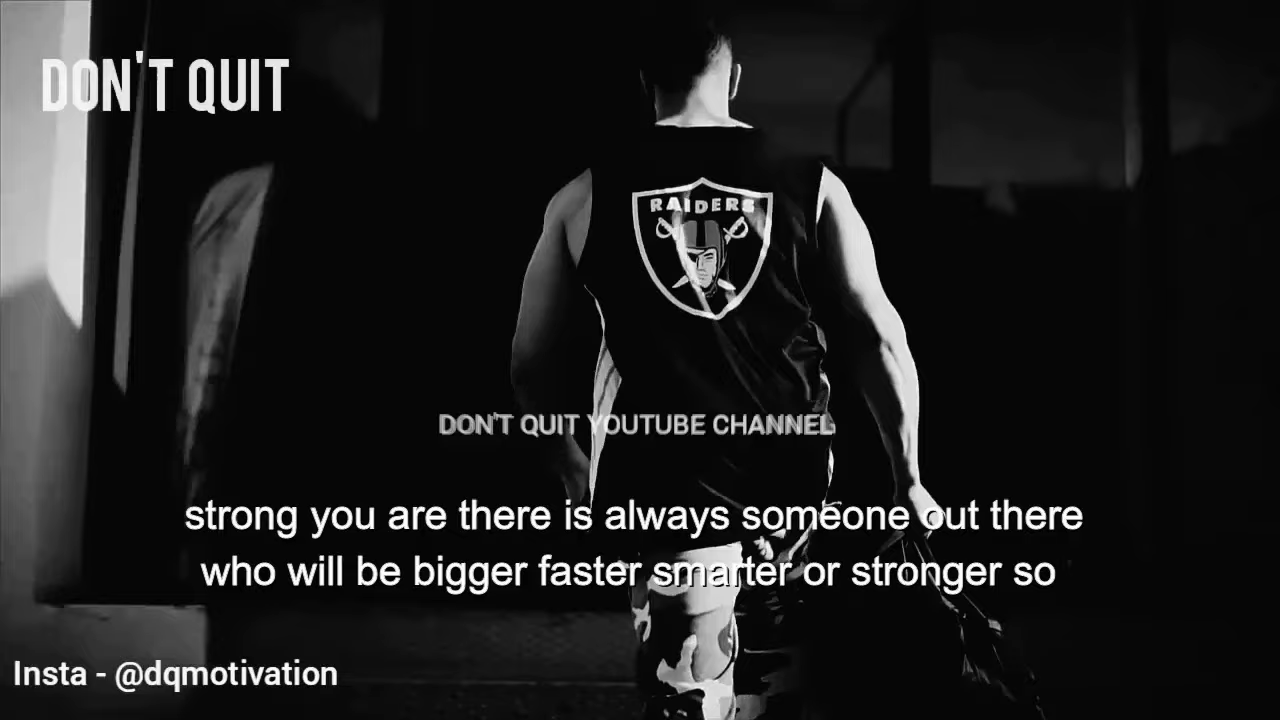 DON'T QUIT
RAIDERS
DON'T QUIT YOUTUBE CHANNEL
strong you are there is always someone out there
who will be bigger faster smarter or stronger so
Insta - @dqmotivation